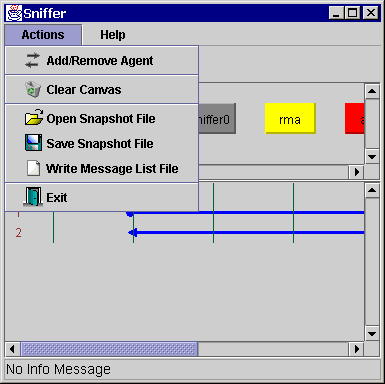 Sniffer
Actions Help
Add/Remove Agent
Clear Canvas
Open Snapshot File
Save Snapshot File
Write Message List File
Exit
niffer0 rma a
1
2
No Info Message